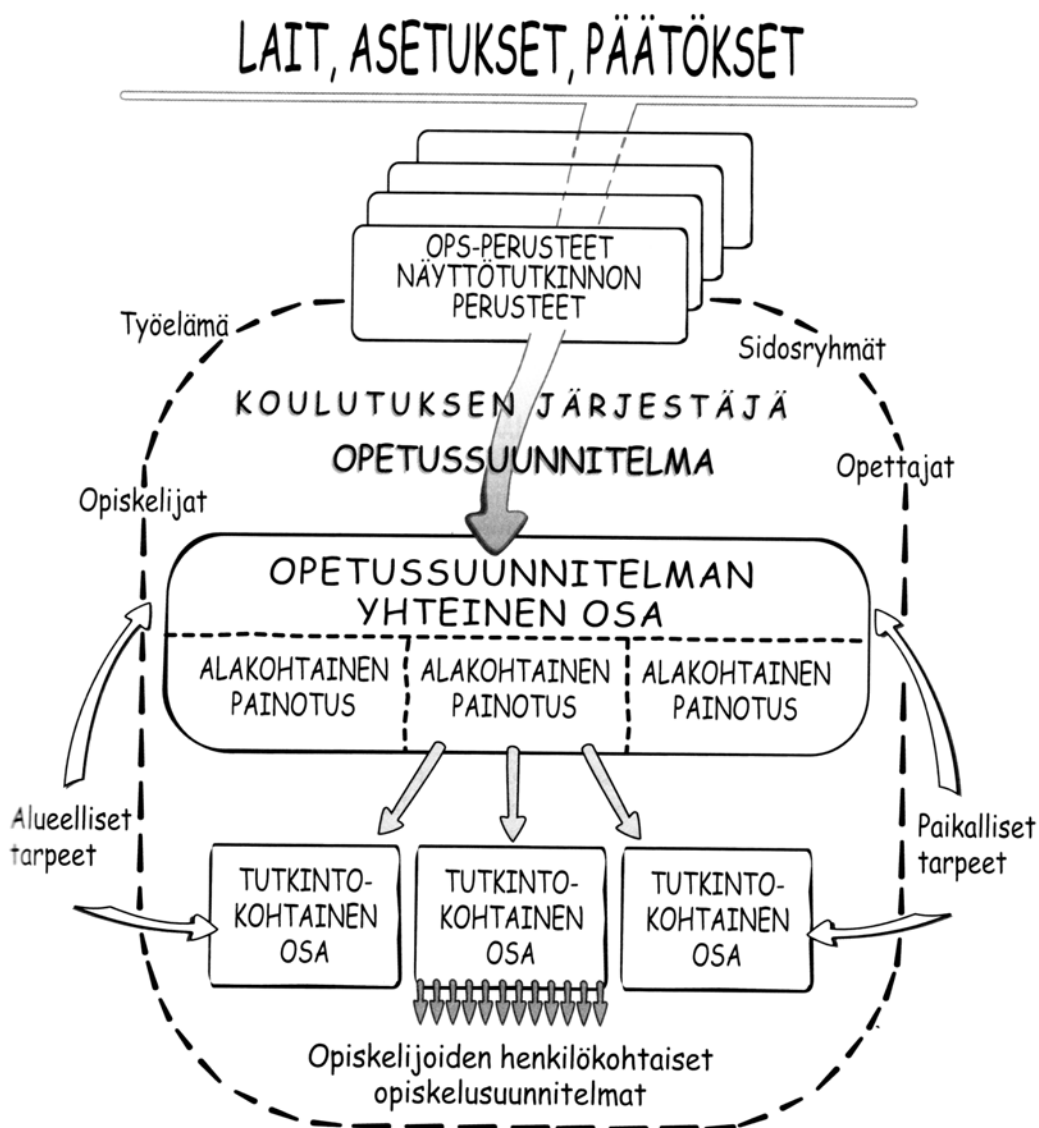 LAIT, ASETUKSET, PÄÄTÖKSET
OPS-PERUSTEET
NÄYTTÖTUTKINNON
PERUSTEET
Työelämä
Sidosryhmät
KOULUTUKSEN JÄRJESTÄJÄ
OPETUSSUUNNITELMA
Opiskelijat
Opettajat
OPETUSSUUNNITELMAN
YHTEINEN OSA
ALAKOHTAINEN
PAINOTUS
ALAKOHTAINEN
PAINOTUS
ALAKOHTAINEN
PAINOTUS
Alueelliset
tarpeet
Paikalliset
tarpeet
TUTKINTO-
KOHTAINEN
OSA
TUTKINTO-
KOHTAINEN
OSA
TUTKINTO-
KOHTAINEN
OSA
Opiskelijoiden henkilökohtaiset
opiskelusuunnitelmat